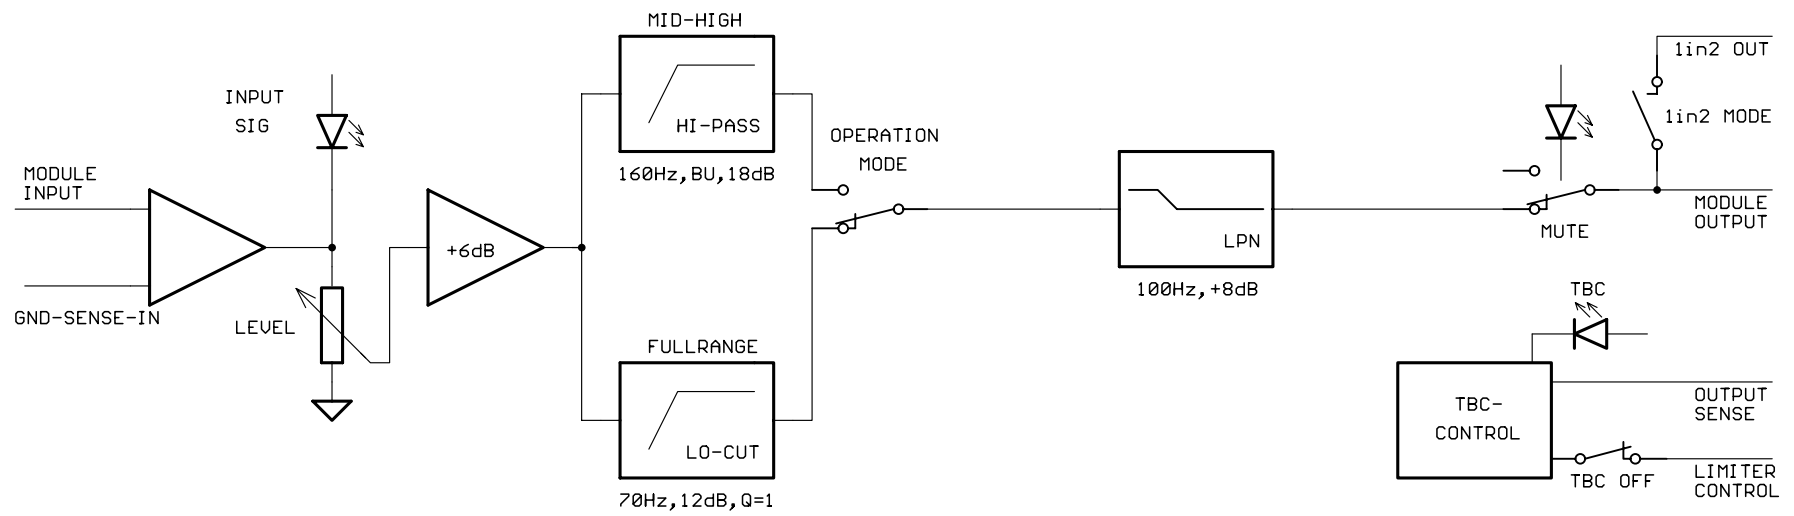 MID-HIGH
HI-PASS
160Hz,BU,18dB
INPUT
SIG
MODULE
INPUT
GND-SENSE-IN
LEVEL
+6dB
OPERATION
MODE
FULLRANGE
LO-CUT
70Hz,12dB,Q=1
LPN
100Hz,+8dB
1in2 OUT
1in2 MODE
MUTE
MODULE
OUTPUT
TBC
TBC-
CONTROL
OUTPUT
SENSE
TBC OFF
LIMITER
CONTROL